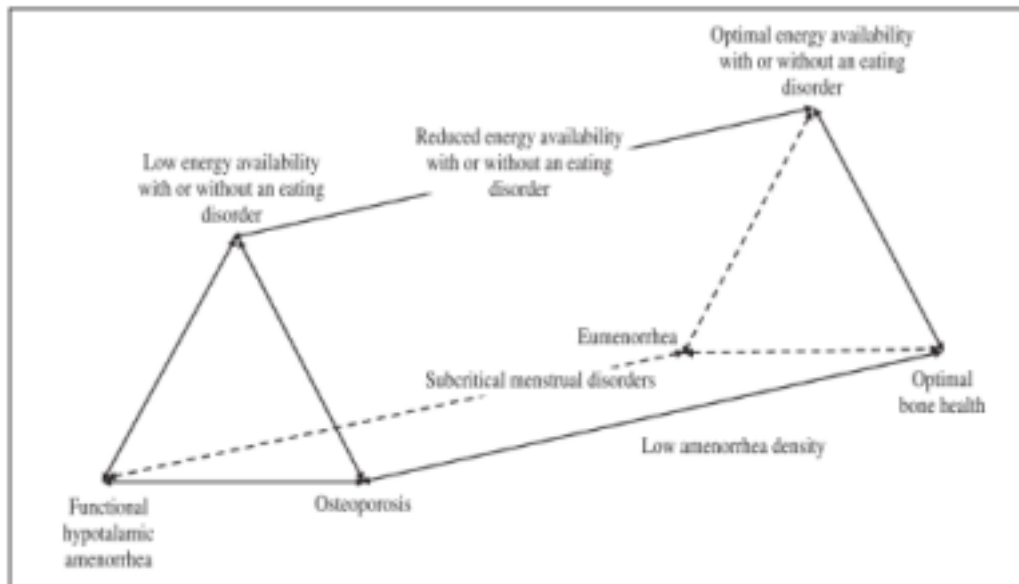 Optimal energy availability
with or without an eating
disorder
Reduced energy availability
with or without an eating
disorder
Low energy availability
with or without an eating
disorder
Eumenorrhea
Subcritical menstrual disorders
Optimal
bone health
Low amenorrhea density
Functional
hypotalamic
amenorrhea
Osteoporosis